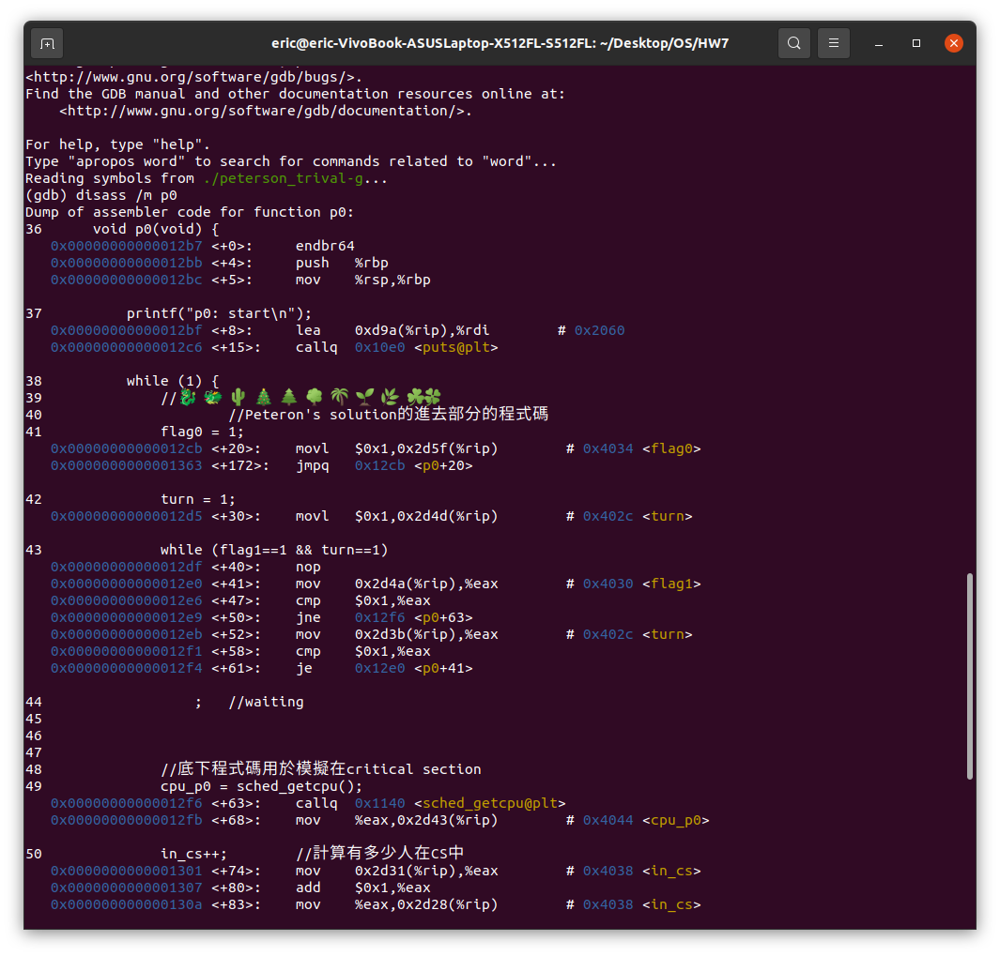 eric@eric-VivoBook-ASUSLaptop-X512FL-S512FL: ~/Desktop/OS/HW7
<http://www.gnu.org/software/gdb/bugs/>.
Find the GDB manual and other documentation resources online at:
    <http://www.gnu.org/software/gdb/documentation/>.
For help, type "help".
Type "apropos word" to search for commands related to "word"...
Reading symbols from ./peterson_trival-g...
(gdb) disass /m p0
Dump of assembler code for function p0:
36      void p0(void) {
   0x00000000000012b7 <+0>:     endbr64
   0x00000000000012bb <+4>:     push   %rbp
   0x00000000000012bc <+5>:     mov    %rsp,%rbp
37          printf("p0: start\n");
   0x00000000000012bf <+8>:     lea    0xd9a(%rip),%rdi        # 0x2060
   0x00000000000012c6 <+15>:    callq  0x10e0 <puts@plt>
38          while (1) {
39              //🐉 🐲 🌵 🎄 🌲 🌳 🌴 🌱 🌿 ☘🍀
40                      //Peteron's solution的進去部分的程式碼
41              flag0 = 1;
   0x00000000000012cb <+20>:    movl   $0x1,0x2d5f(%rip)        # 0x4034 <flag0>
   0x0000000000001363 <+172>:   jmpq   0x12cb <p0+20>
42              turn = 1;
   0x00000000000012d5 <+30>:    movl   $0x1,0x2d4d(%rip)        # 0x402c <turn>
43              while (flag1==1 && turn==1)
   0x00000000000012df <+40>:    nop
   0x00000000000012e0 <+41>:    mov    0x2d4a(%rip),%eax        # 0x4030 <flag1>
   0x00000000000012e6 <+47>:    cmp    $0x1,%eax
   0x00000000000012e9 <+50>:    jne    0x12f6 <p0+63>
   0x00000000000012eb <+52>:    mov    0x2d3b(%rip),%eax        # 0x402c <turn>
   0x00000000000012f1 <+58>:    cmp    $0x1,%eax
   0x00000000000012f4 <+61>:    je     0x12e0 <p0+41>
44                  ;   //waiting
45
46
47
48              //底下程式碼用於模擬在critical section
49              cpu_p0 = sched_getcpu();
   0x00000000000012f6 <+63>:    callq  0x1140 <sched_getcpu@plt>
   0x00000000000012fb <+68>:    mov    %eax,0x2d43(%rip)        # 0x4044 <cpu_p0>
50              in_cs++;        //計算有多少人在CS中
   0x0000000000001301 <+74>:    mov    0x2d31(%rip),%eax        # 0x4038 <in_cs>
   0x0000000000001307 <+80>:    add    $0x1,%eax
   0x000000000000130a <+83>:    mov    %eax,0x2d28(%rip)        # 0x4038 <in_cs>